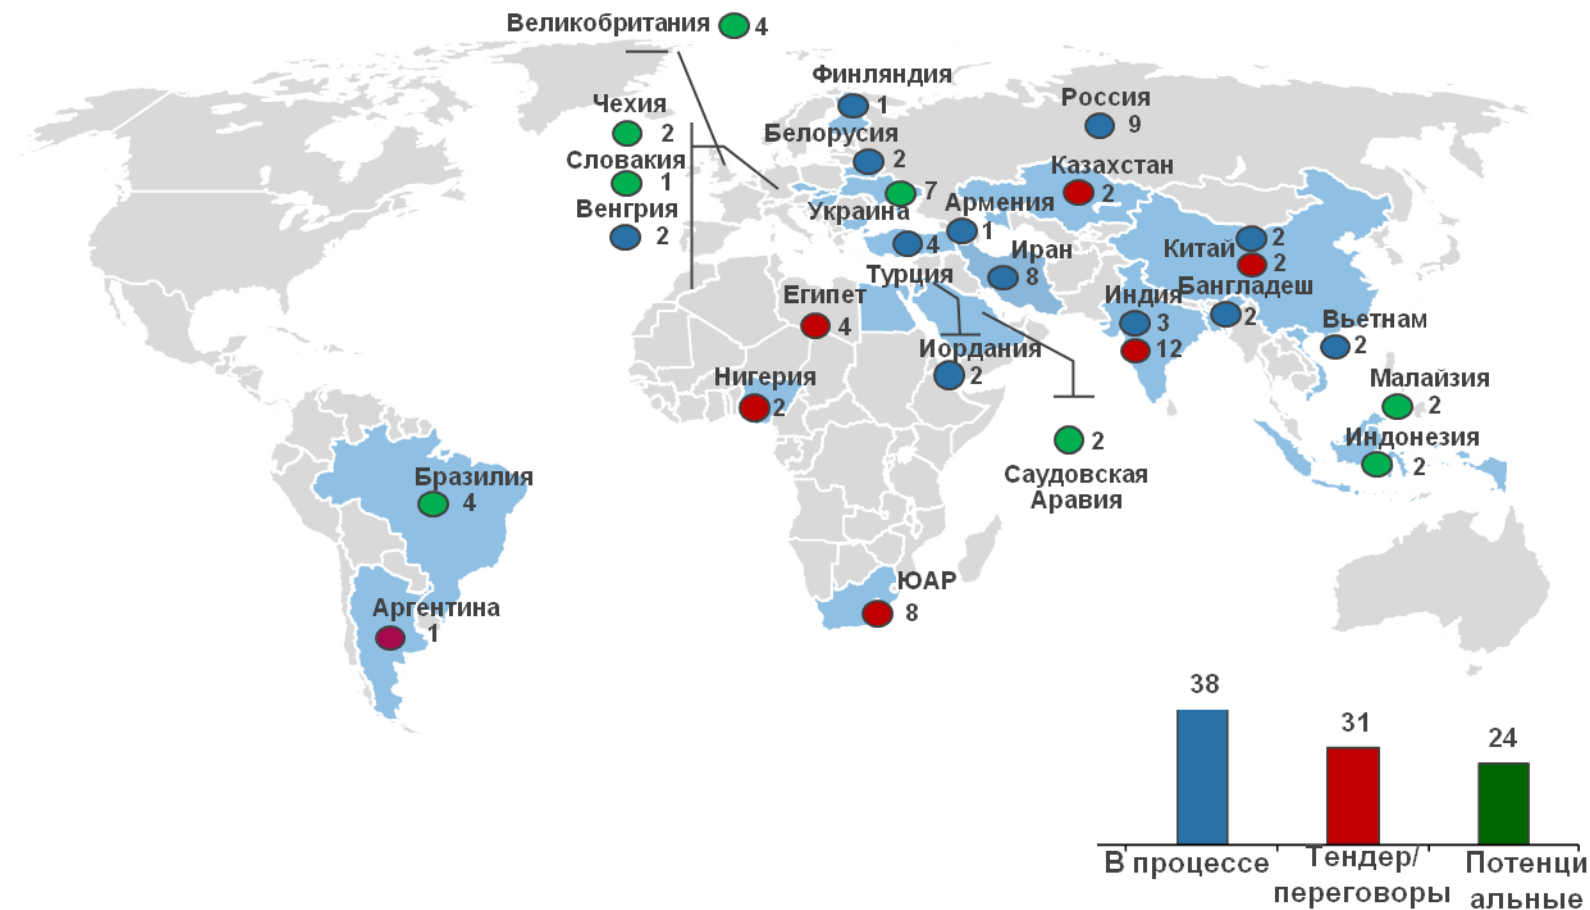 Великобритания 4
Финляндия
1
Чехия
2
Россия
9
Белорусия
2
Словакия
1
Казахстан
2
Венгрия
2
7
Украина
Армения
1
4
Турция
Иран
8
Китай
2
2
Египет
4
Индия
3
12
Бангладеш
2
Вьетнам
2
Иордания
2
Нигерия
2
Малайзия
2
Индонезия
2
2
Саудовская
Аравия
Бразилия
4
ЮАР
8
Аргентина
1
38
31
24
В процессе
Тендер/
переговоры
Потенци
альные